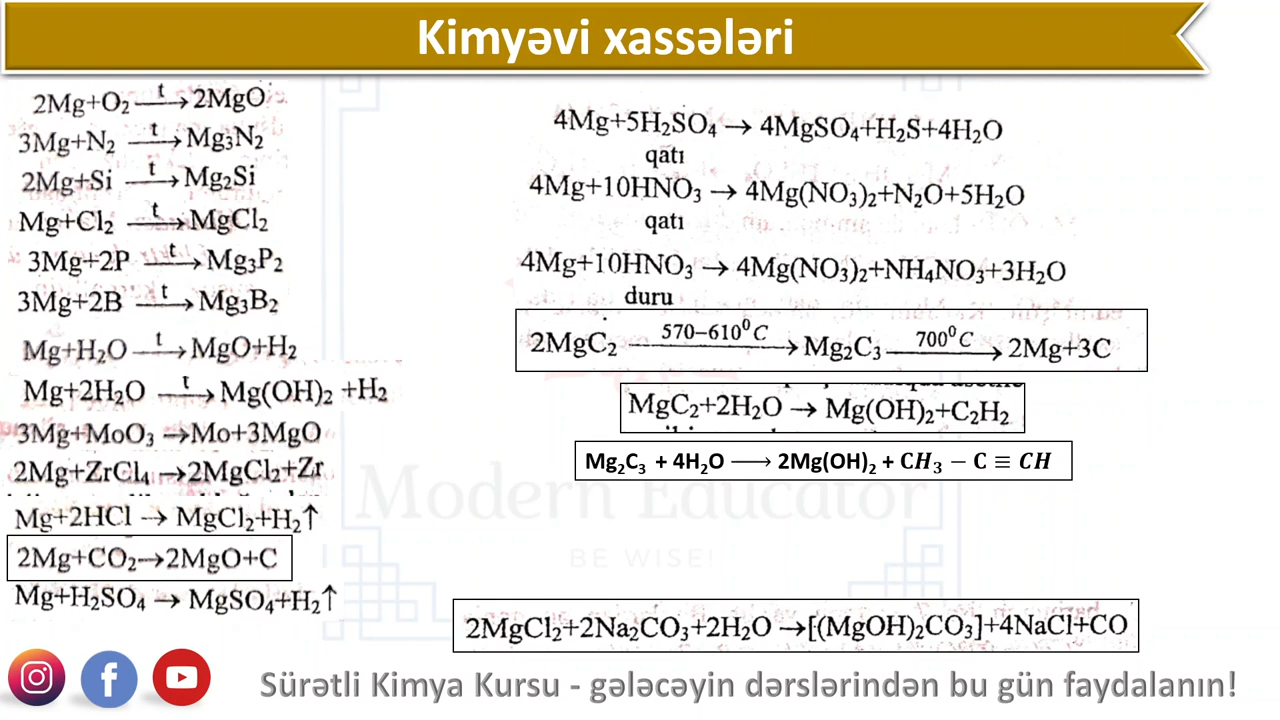 Kimyəvi xassələri
2Mg+O₂ —t→ 2MgO
3Mg+N₂ —t→ Mg₃N₂
2Mg+Si —t→ Mg₂Si
Mg+Cl₂ —t→ MgCl₂
3Mg+2P —t→ Mg₃P₂
3Mg+2B —t→ Mg₃B₂
Mg+H₂O —t→ MgO+H₂
Mg+2H₂O —t→ Mg(OH)₂ +H₂
3Mg+MoO₃ →Mo+3MgO
2Mg+ZrCl₄ →2MgCl₂+Zr
Mg+2HCl → MgCl₂+H₂↑
2Mg+CO₂→2MgO+C
Mg+H₂SO₄ → MgSO₄+H₂↑
4Mg+5H₂SO₄ → 4MgSO₄+H₂S+4H₂O
qatı
4Mg+10HNO₃ → 4Mg(NO₃)₂+N₂O+5H₂O
qatı
4Mg+10HNO₃ → 4Mg(NO₃)₂+NH₄NO₃+3H₂O
duru
2MgC₂ —570−610⁰C→ Mg₂C₃ —700⁰C→ 2Mg+3C
MgC₂+2H₂O → Mg(OH)₂+C₂H₂
Mg₂C₃ + 4H₂O ⟶ 2Mg(OH)₂ + CH₃ − C ≡ CH
Modern Educator
BE WISE!
2MgCl₂+2Na₂CO₃+2H₂O →[(MgOH)₂CO₃]+4NaCl+CO
Sürətli Kimya Kursu - gələcəyin dərslərindən bu gün faydalanın!